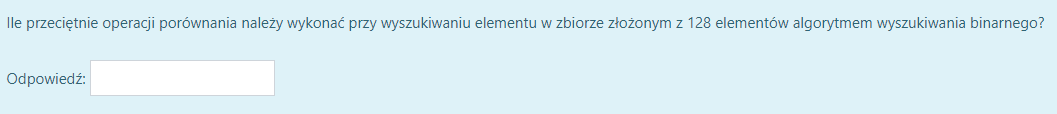 Ile przeciętnie operacji porównania należy wykonać przy wyszukiwaniu elementu w zbiorze złożonym z 128 elementów algorytmem wyszukiwania binarnego?
Odpowiedź: